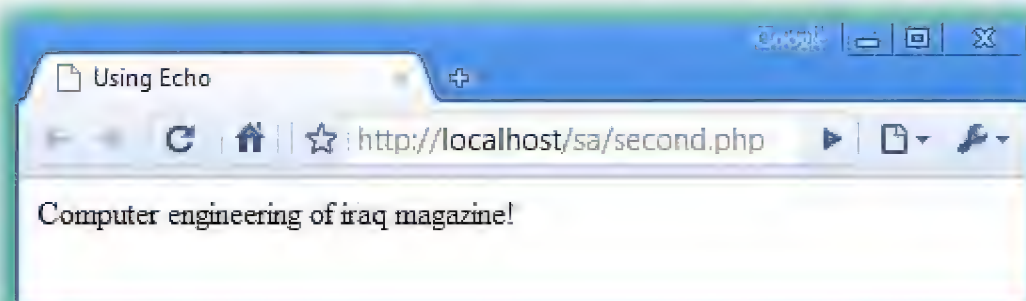 Google
Using Echo
http://localhost/sa/second.php
Computer engineering of iraq magazine!